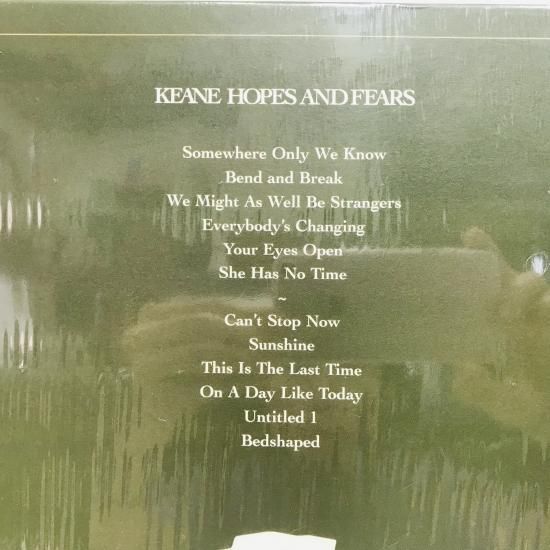 KEANE HOPES AND FEARS
Somewhere Only We Know
Bend and Break
We Might As Well Be Strangers
Everybody's Changing
Your Eyes Open
She Has No Time
~
Can't Stop Now
Sunshine
This Is The Last Time
On A Day Like Today
Untitled 1
Bedshaped